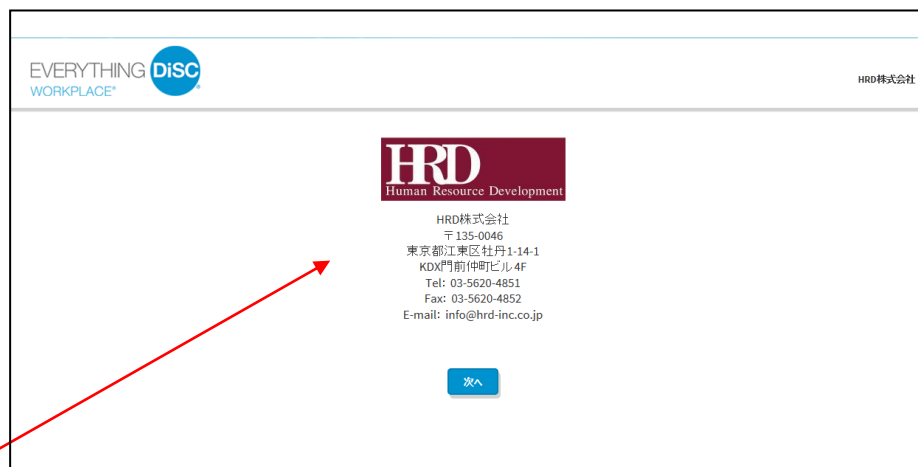 EVERYTHING DiSC
WORKPLACE®
HRD株式会社
HRD
Human Resource Development
HRD株式会社
〒135-0046
東京都江東区牡丹1-14-1
KDX門前仲町ビル 4F
Tel: 03-5620-4851
Fax: 03-5620-4852
E-mail: info@hrd-inc.co.jp
次へ